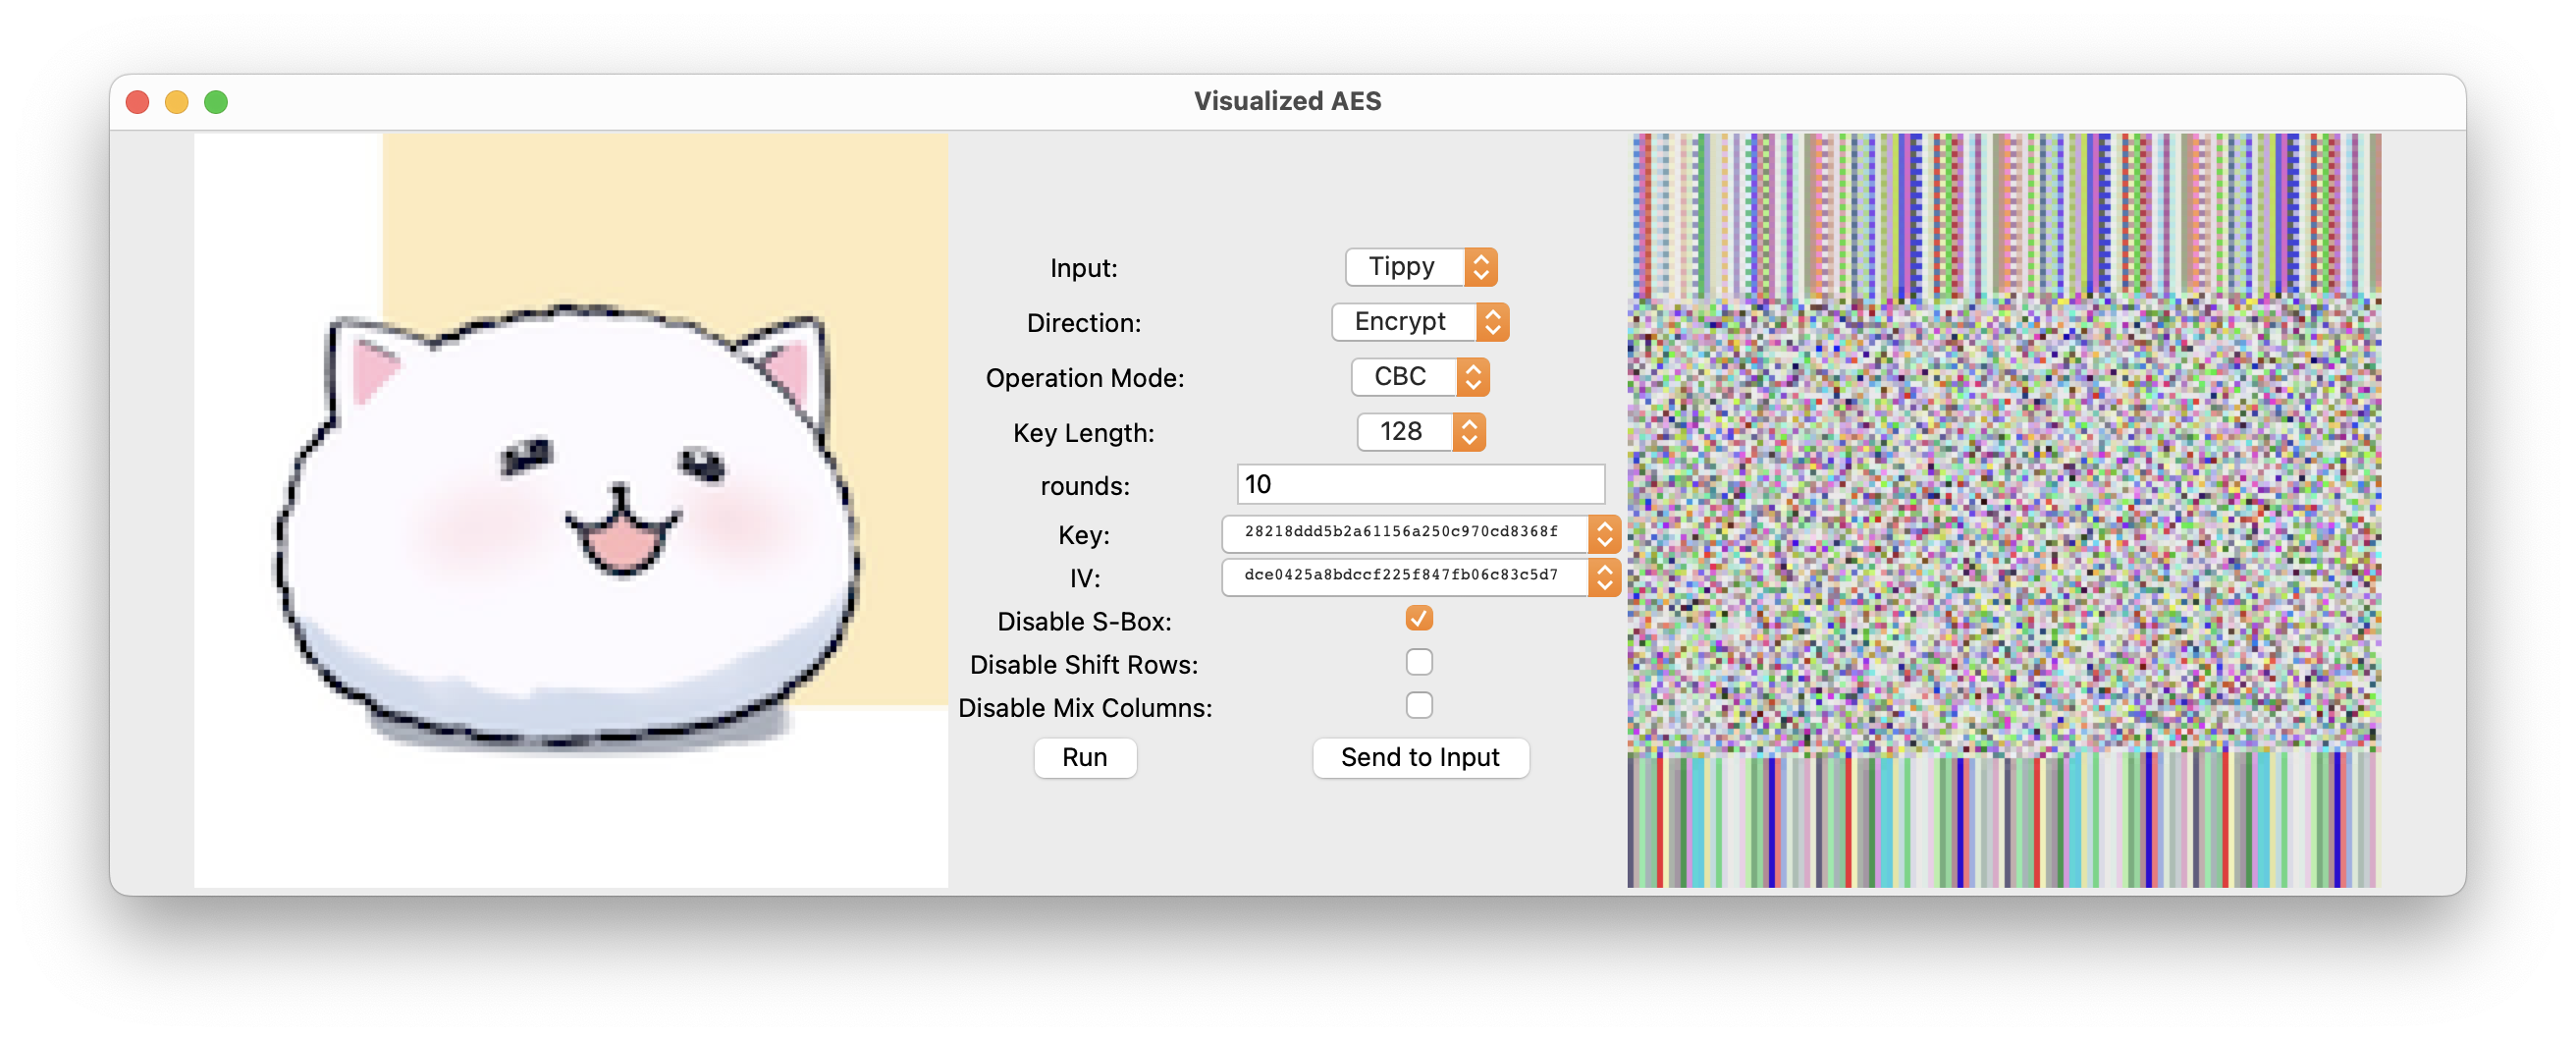 Visualized AES
Input: Tippy
Direction: Encrypt
Operation Mode: CBC
Key Length: 128
rounds: 10
Key: 28218ddd5b2a61156a250c970cd8368f
IV: dce0425a8bdccf225f847fb06c83c5d7
Disable S-Box:
Disable Shift Rows:
Disable Mix Columns:
Run Send to Input